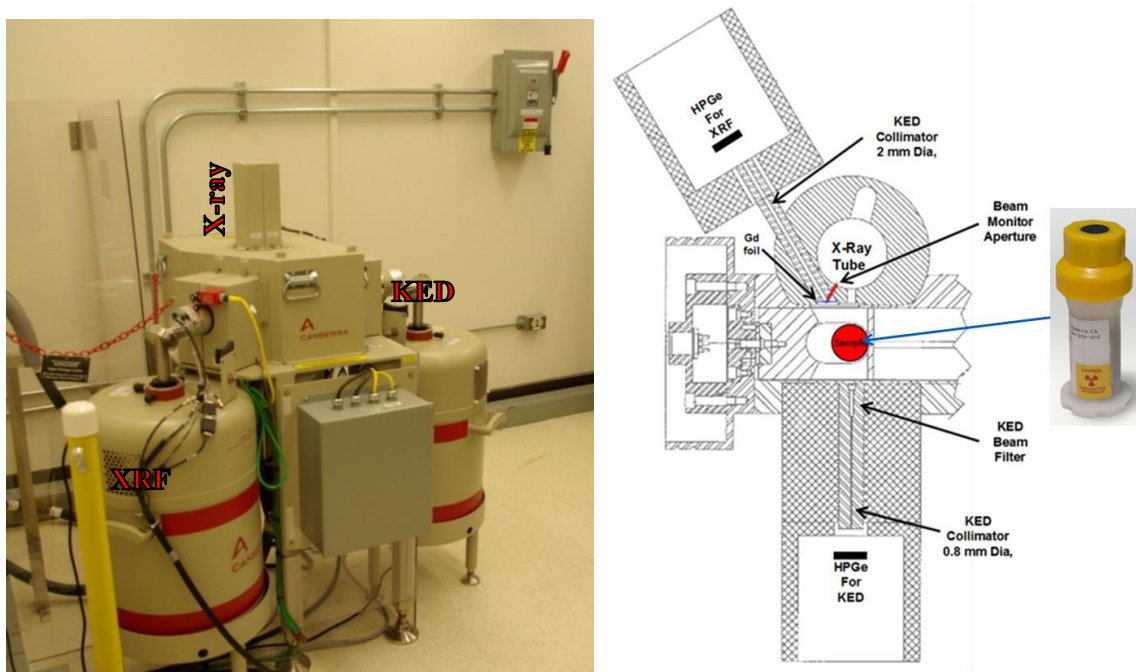 X-ray
KED
CANBERRA
XRF
CANBERRA
HPGe
For
XRF
KED
Collimator
2 mm Dia,
Beam
Monitor
Aperture
Gd
foil
X-Ray
Tube
Sample
CAUTION
KED
Beam
Filter
KED
Collimator
0.8 mm Dia,
HPGe
For
KED